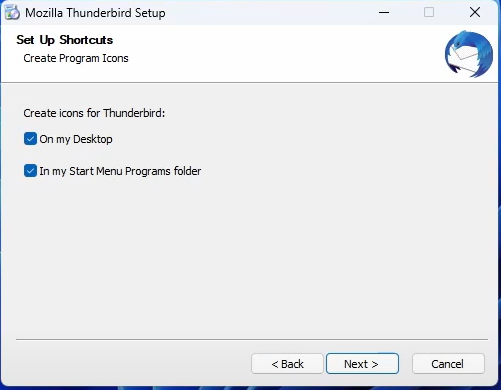 Mozilla Thunderbird Setup
Set Up Shortcuts
Create Program Icons
Create icons for Thunderbird:
On my Desktop
In my Start Menu Programs folder
< Back
Next >
Cancel